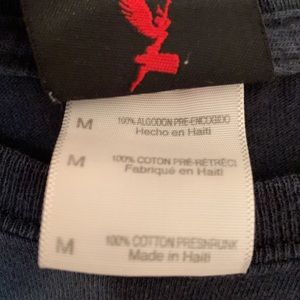 M
100% ALGODON PRE-ENCOGIDO
Hecho en Haiti
M
100% COTON PRÉ-RÉTRÉCI
Fabriqué en Haiti
M
100% COTTON PRESHRUNK
Made in Haiti